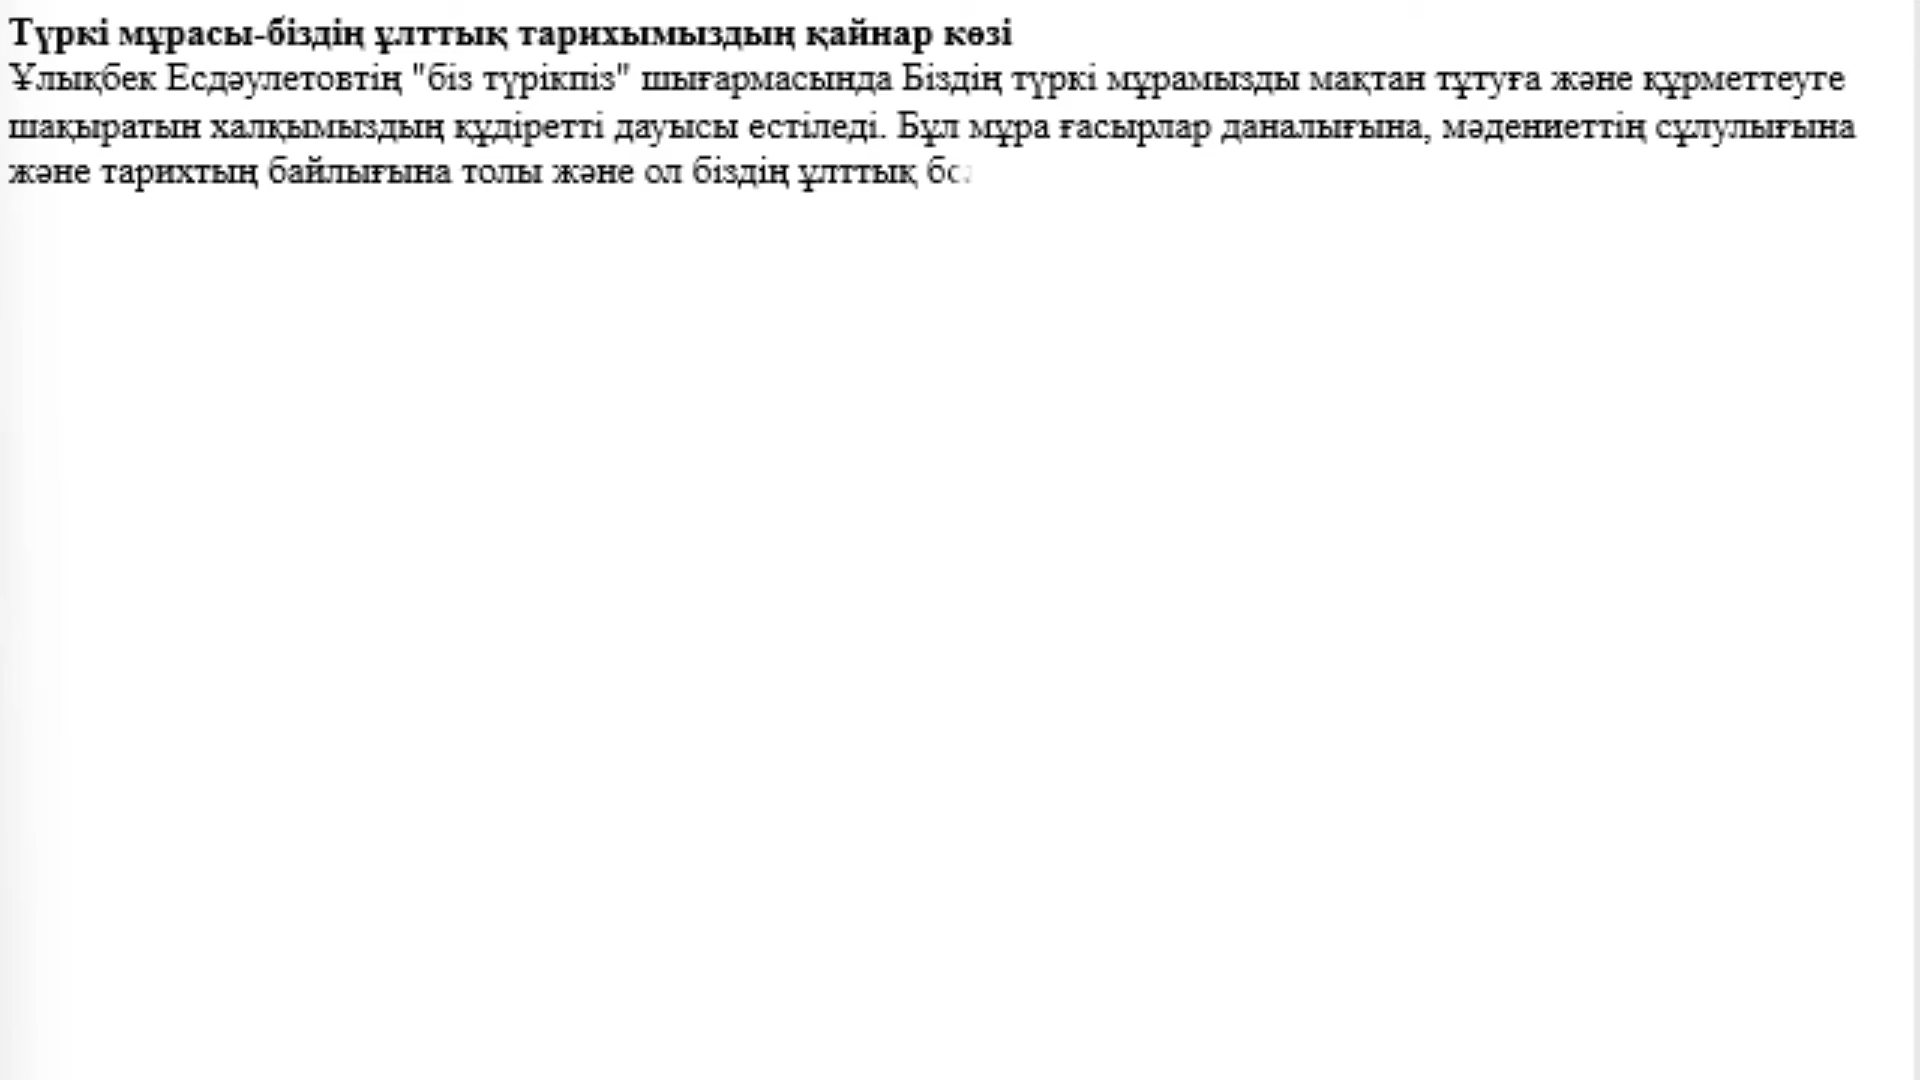 Түркі мұрасы-біздің ұлттық тарихымыздың қайнар көзі
Ұлықбек Есдәулетовтің "біз түрікпіз" шығармасында Біздің түркі мұрамызды мақтан тұтуға және құрметтеуге
шақыратын халқымыздың құдіретті дауысы естіледі. Бұл мұра ғасырлар даналығына, мәдениеттің сұлулығына
және тарихтың байлығына толы және ол біздің ұлттық